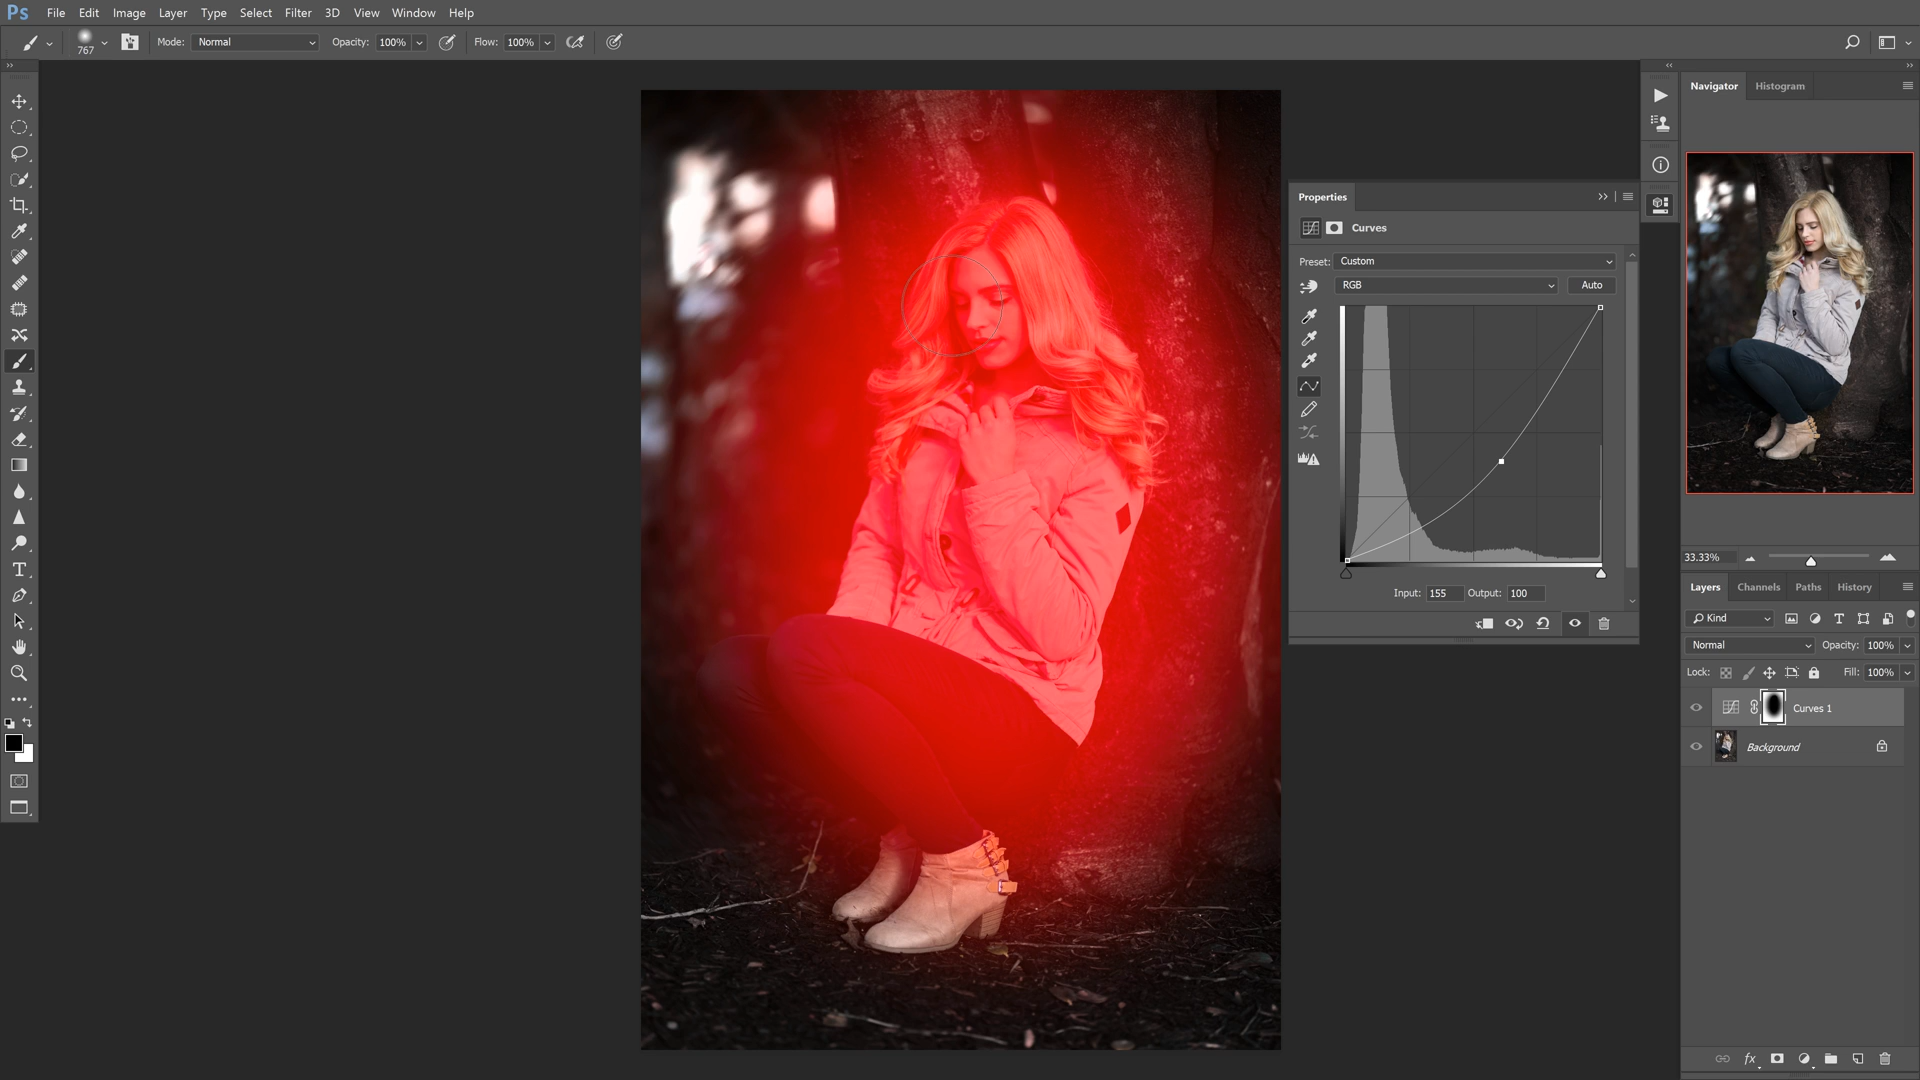 Ps File Edit Image Layer Type Select Filter 3D View Window Help
767 Mode: Normal Opacity: 100% Flow: 100%
Navigator Histogram
Properties
Curves
Preset: Custom
RGB Auto
Input: 155 Output: 100
33.33%
Layers Channels Paths History
Kind
Normal Opacity: 100%
Lock: Fill: 100%
Curves 1
Background
fx